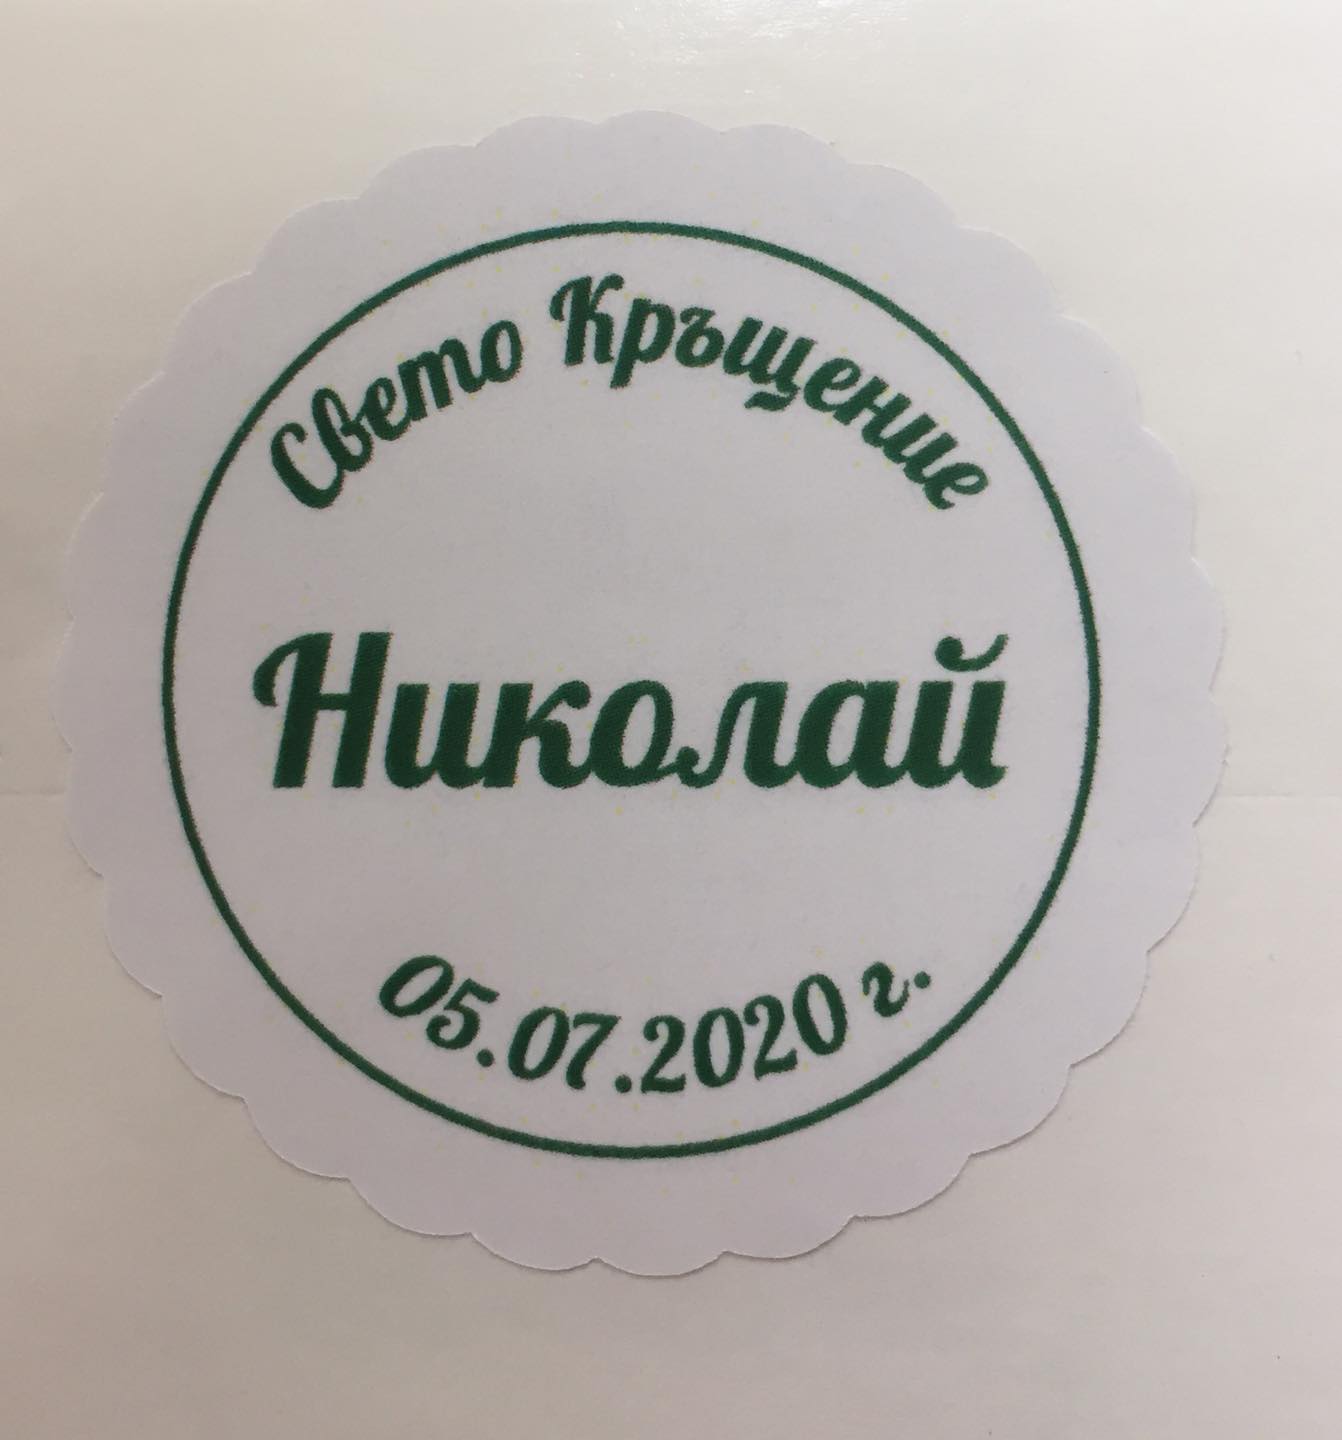 Свето Кръщение
Николай
05.07.2020 г.